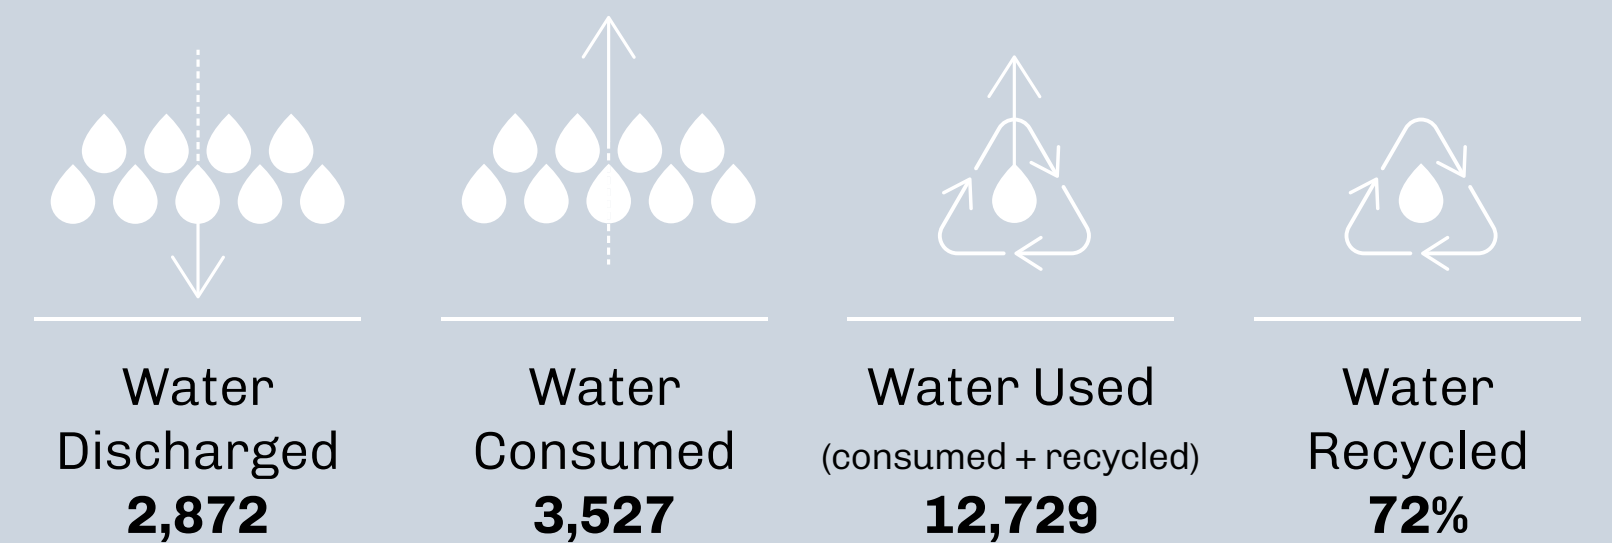 Water
Discharged
2,872
Water
Consumed
3,527
Water Used
(consumed + recycled)
12,729
Water
Recycled
72%